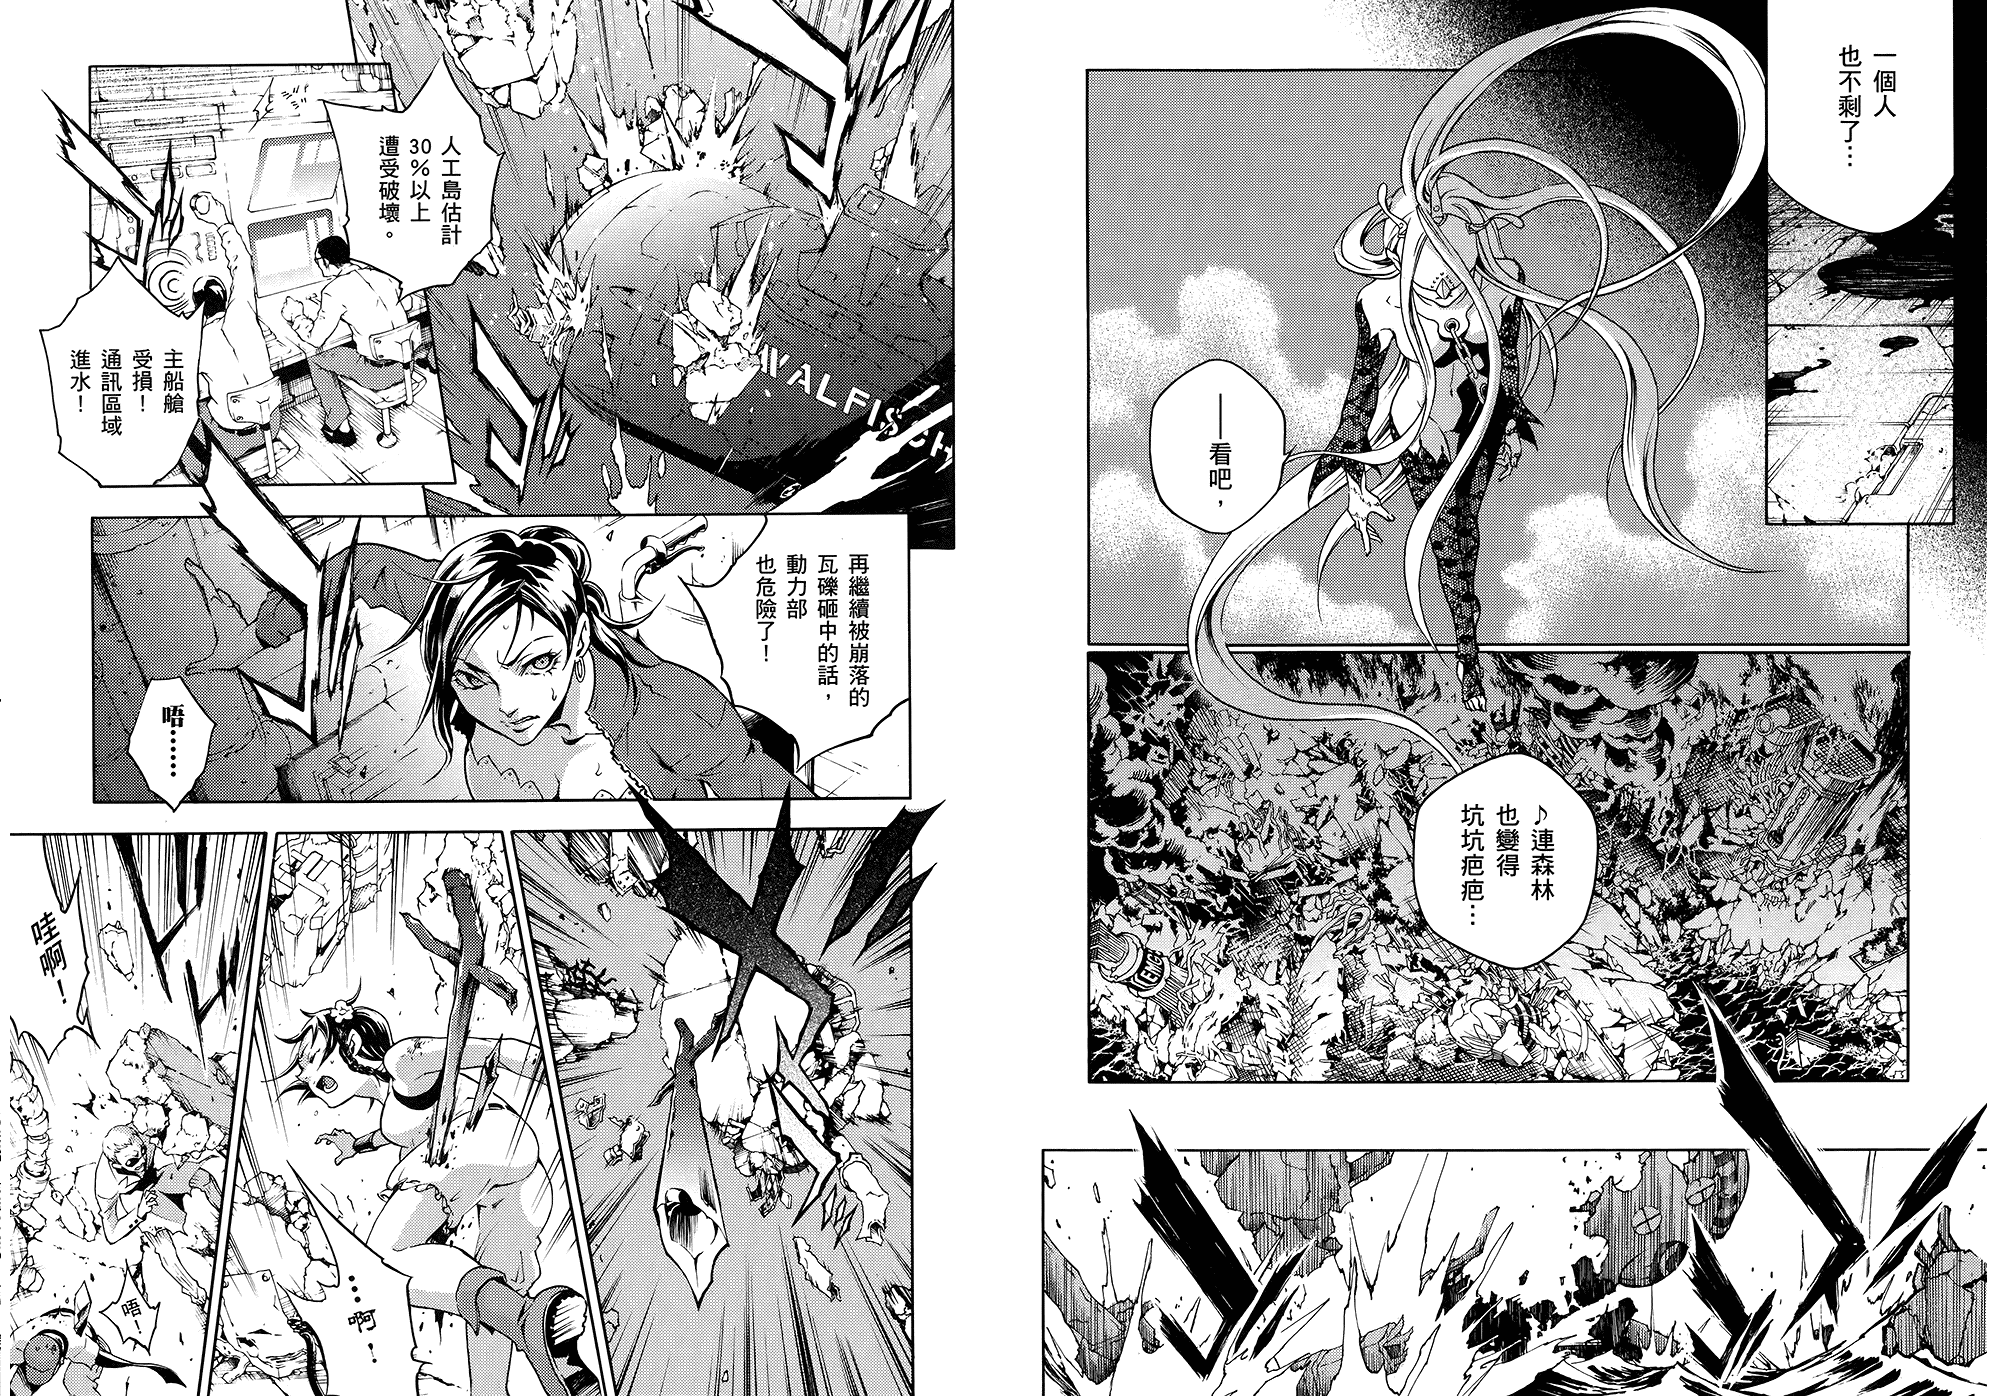 一個人
也不剩了…
——看吧，
♪連森林
也變得
坑坑疤疤…
WALFISCH
人工島估計
30%以上
遭受破壞。
主船艙
受損！
通訊區域
進水！
再繼續被崩落的
瓦礫砸中的話，
動力部
也危險了！
唔……
…啊！
哇啊！
唔…